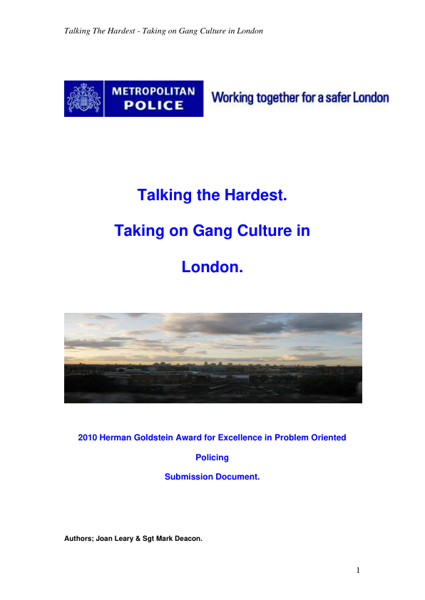 Talking The Hardest - Taking on Gang Culture in London
METROPOLITAN
POLICE
Working together for a safer London
Talking the Hardest.
Taking on Gang Culture in
London.
2010 Herman Goldstein Award for Excellence in Problem Oriented
Policing
Submission Document.
Authors; Joan Leary & Sgt Mark Deacon.
1